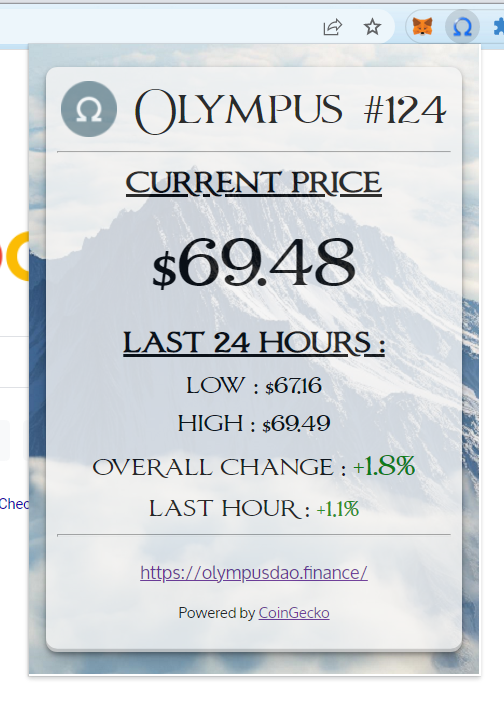 Ω
OLYMPUS #124
CURRENT PRICE
$69.48
LAST 24 HOURS :
LOW : $67.16
HIGH : $69.49
OVERALL CHANGE : +1.8%
LAST HOUR : +1.1%
https://olympusdao.finance/
Powered by CoinGecko
Chec